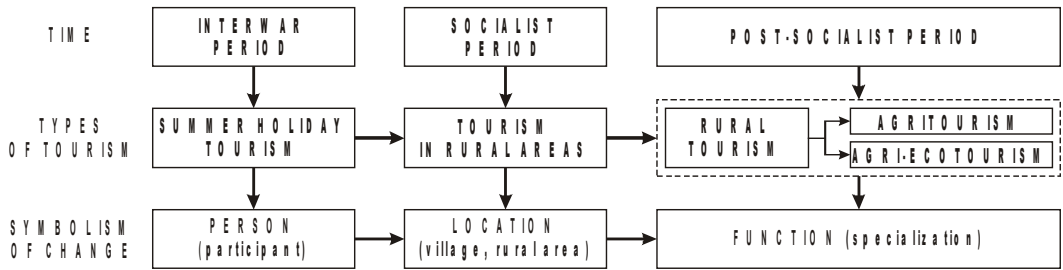 TIME
INTERWAR
PERIOD
SOCIALIST
PERIOD
POST-SOCIALIST PERIOD
TYPES
OF TOURISM
SUMMER HOLIDAY
TOURISM
TOURISM
IN RURAL AREAS
RURAL
TOURISM
AGRITOURISM
AGRI-ECOTOURISM
SYMBOLISM
OF CHANGE
PERSON
(participant)
LOCATION
(village, rural area)
FUNCTION (specialization)